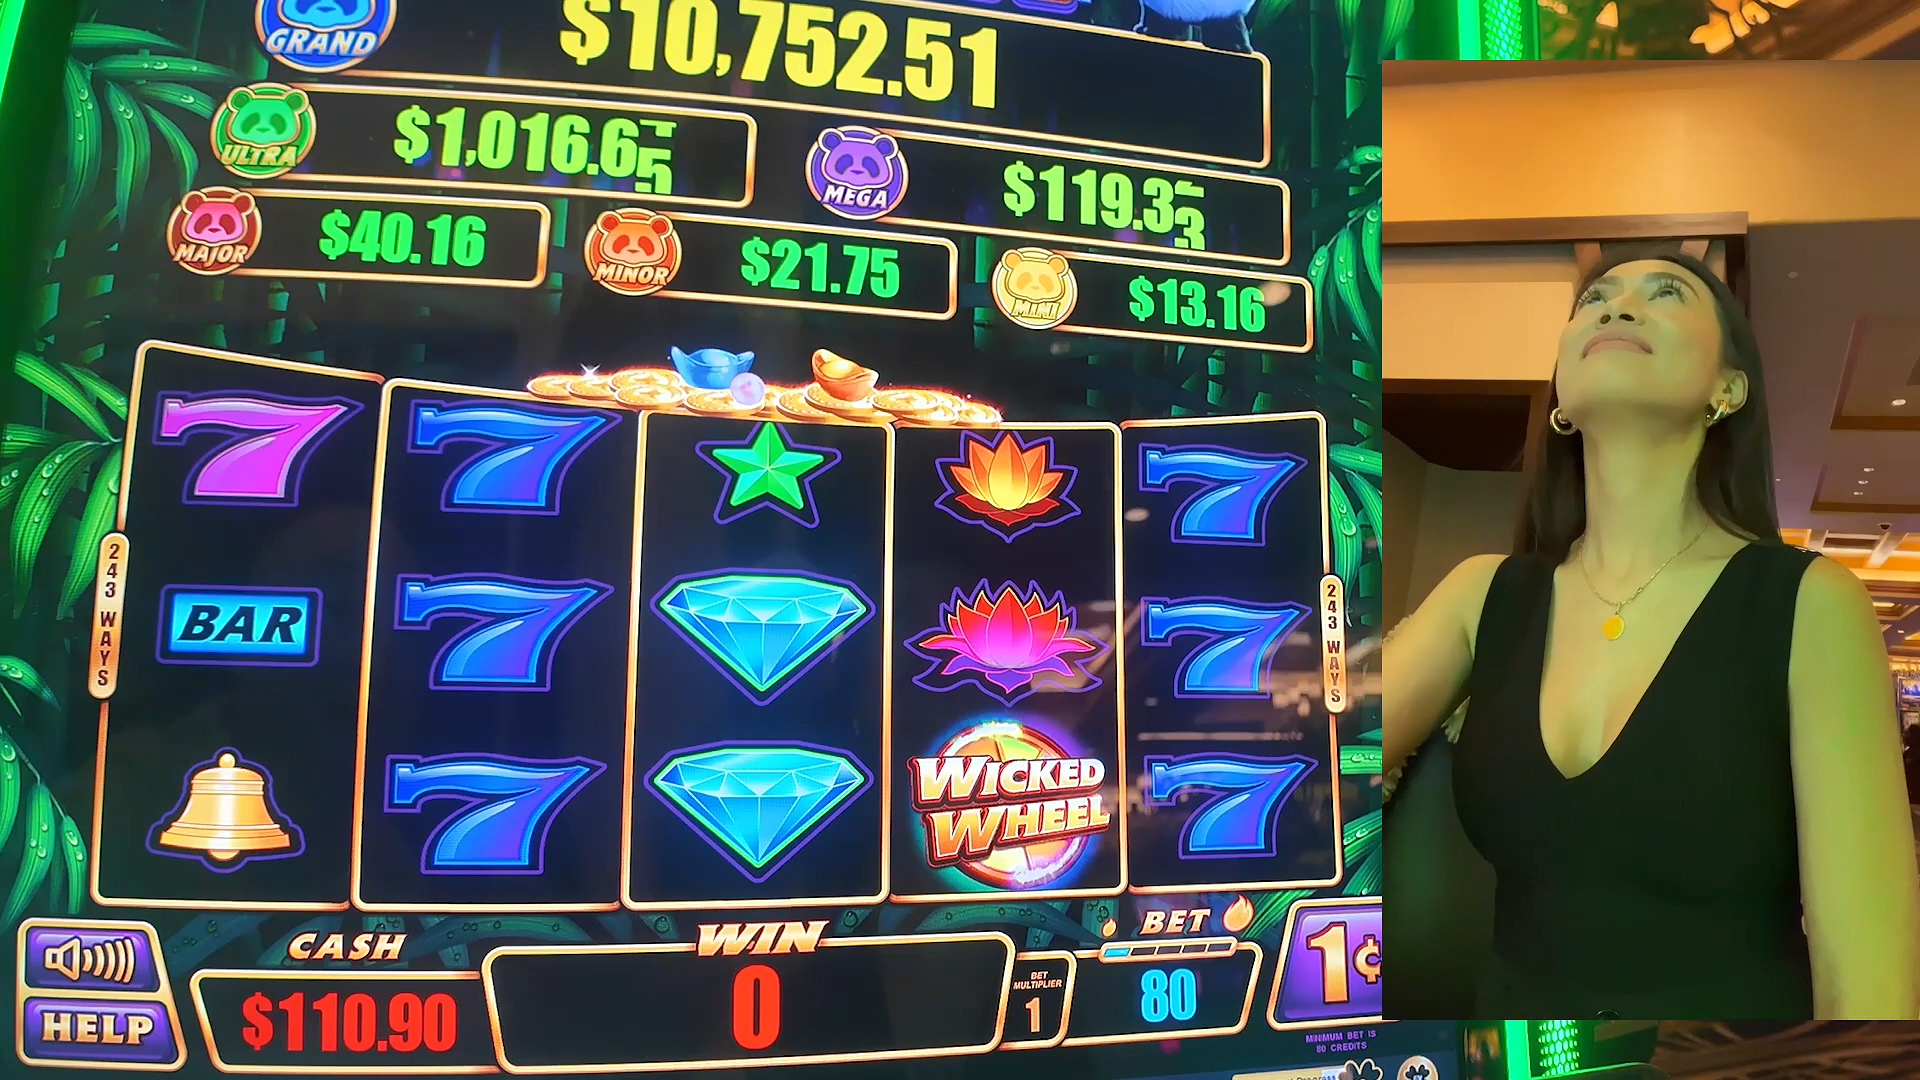 GRAND
$10,752.51
ULTRA
$1,016.65
MEGA
$119.33
MAJOR
$40.16
MINOR
$21.75
MINI
$13.16
243 WAYS
243 WAYS
BAR
WICKED
WHEEL
CASH
WIN
BET
$110.90
0
BET
MULTIPLIER
1
80
1¢
HELP
MINIMUM BET IS
80 CREDITS